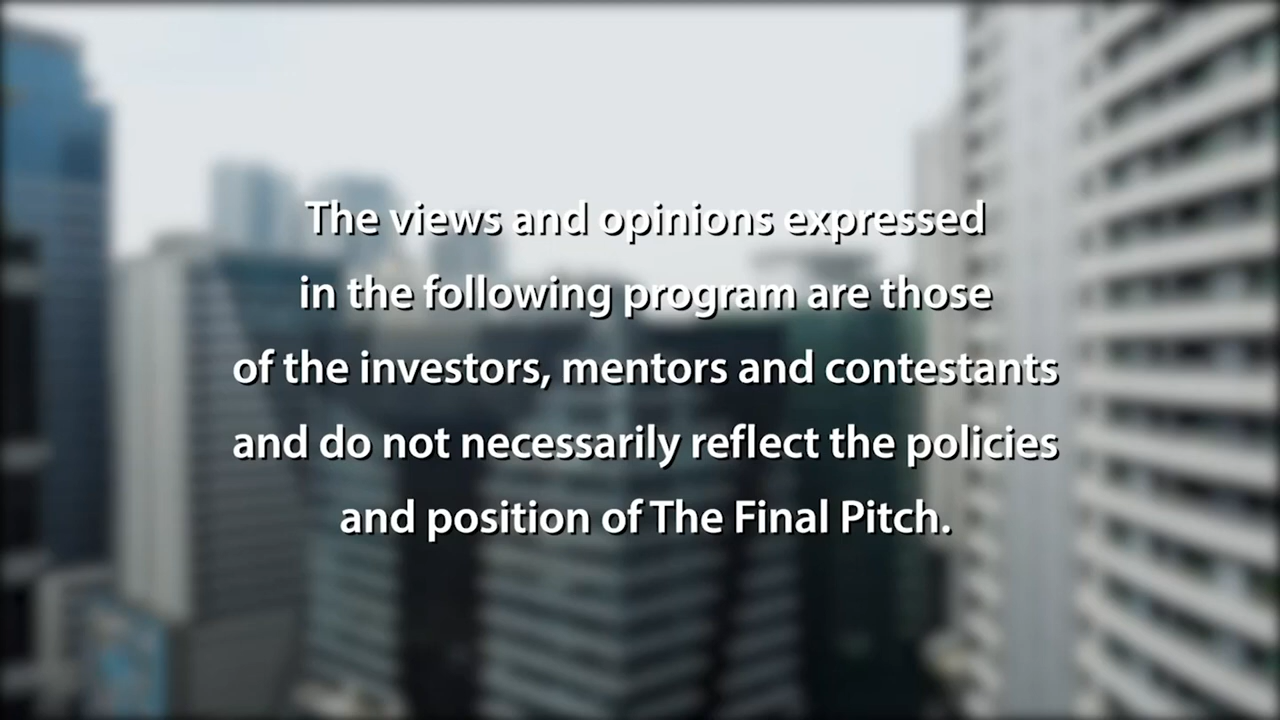 The views and opinions expressed
in the following program are those
of the investors, mentors and contestants
and do not necessarily reflect the policies
and position of The Final Pitch.